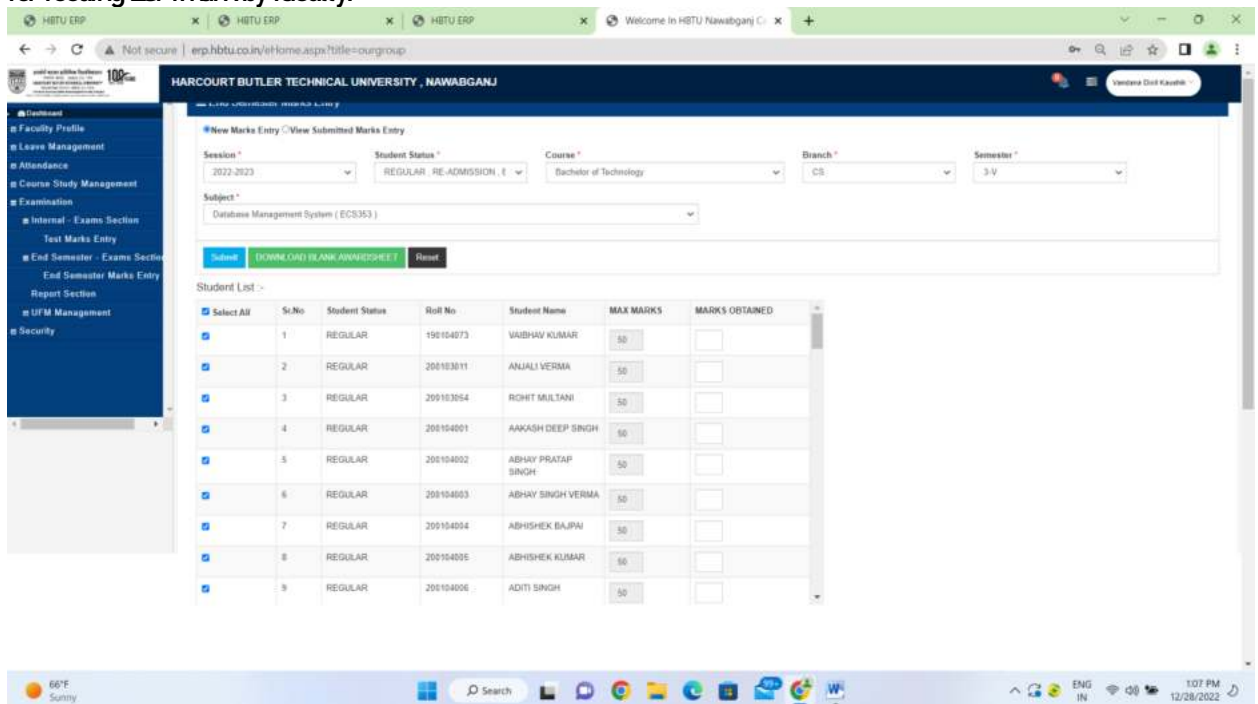 HBTU ERP
HBTU ERP
HBTU ERP
Welcome In HBTU Nawabganj C
Not secure | erp.hbtu.co.in/eHome.aspx?title=ourgroup
HARCOURT BUTLER TECHNICAL UNIVERSITY , NAWABGANJ
Vandana Dixit Kaushik
Dashboard
Faculty Profile
Leave Management
Attendance
Course Study Management
Examination
Internal - Exams Section
Test Marks Entry
End Semester - Exams Section
End Semester Marks Entry
Report Section
UFM Management
Security
End Semester Marks Entry
New Marks Entry View Submitted Marks Entry
Session * Student Status * Course * Branch * Semester *
2022-2023 REGULAR , RE-ADMISSION , E Bachelor of Technology CS 3-V
Subject *
Database Management System ( ECS353 )
Submit DOWNLOAD BLANK AWARDSHEET Reset
Student List :-
Select All Sr.No Student Status Roll No Student Name MAX MARKS MARKS OBTAINED
1 REGULAR 190104073 VAIBHAV KUMAR 50
2 REGULAR 200103011 ANJALI VERMA 50
3 REGULAR 200103054 ROHIT MULTANI 50
4 REGULAR 200104001 AAKASH DEEP SINGH 50
5 REGULAR 200104002 ABHAY PRATAP SINGH 50
6 REGULAR 200104003 ABHAY SINGH VERMA 50
7 REGULAR 200104004 ABHISHEK BAJPAI 50
8 REGULAR 200104005 ABHISHEK KUMAR 50
9 REGULAR 200104006 ADITI SINGH 50
66°F
Sunny
Search
99+
ENG
IN
1:07 PM
12/28/2022